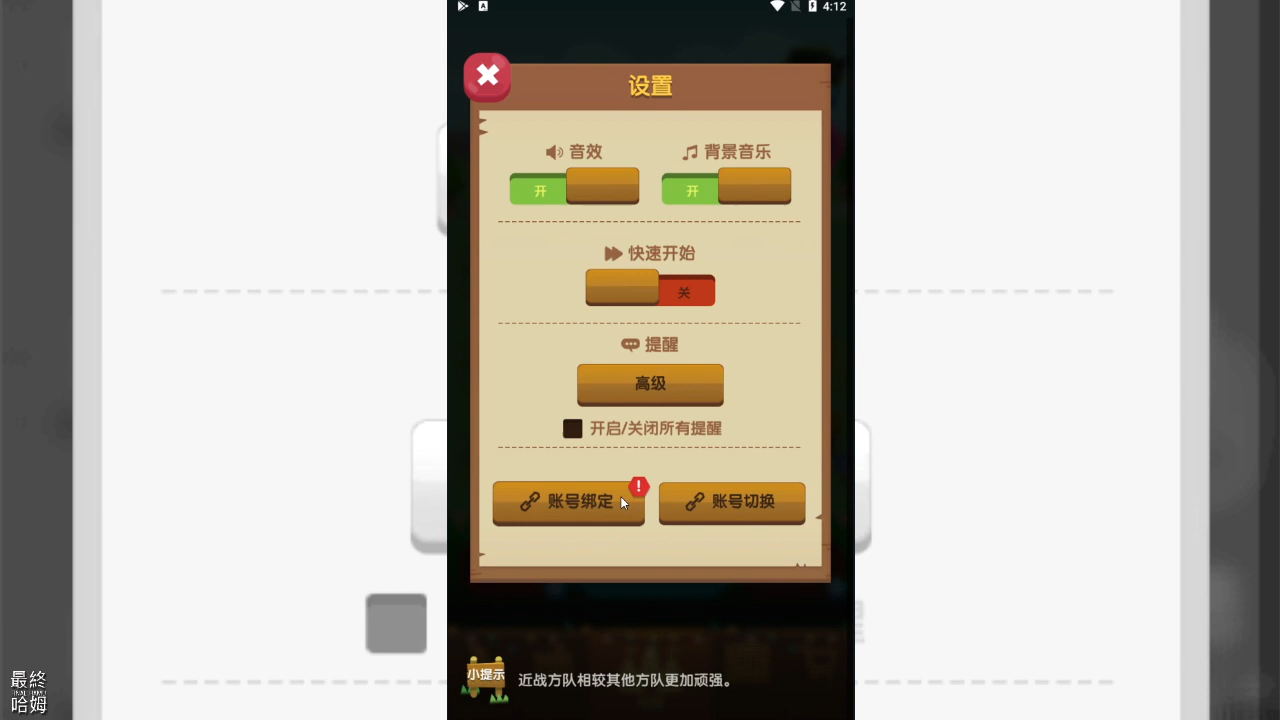 4:12
设置
音效
背景音乐
开
开
快速开始
关
提醒
高级
开启/关闭所有提醒
账号绑定
!
账号切换
小提示
近战方队相较其他方队更加顽强。
最終
哈姆